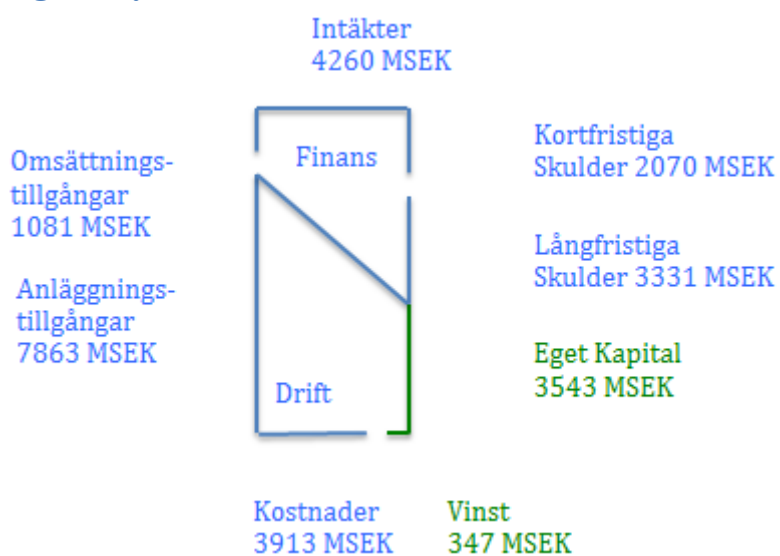 Intäkter
4260 MSEK
Finans
Omsättnings-
tillgångar
1081 MSEK
Anläggnings-
tillgångar
7863 MSEK
Kortfristiga
Skulder 2070 MSEK
Långfristiga
Skulder 3331 MSEK
Eget Kapital
3543 MSEK
Drift
Kostnader
3913 MSEK
Vinst
347 MSEK